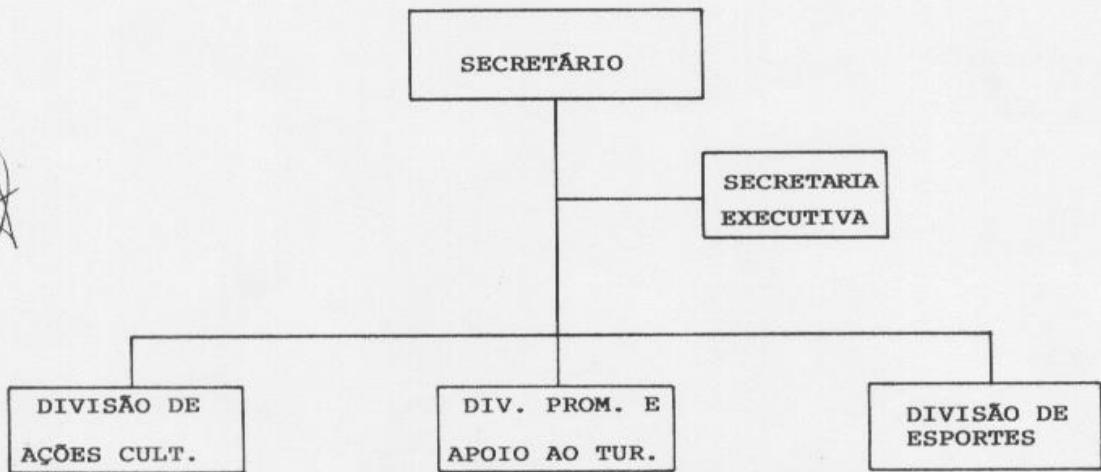 SECRETÁRIO
SECRETARIA
EXECUTIVA
DIVISÃO DE
AÇÕES CULT.
DIV. PROM. E
APOIO AO TUR.
DIVISÃO DE
ESPORTES